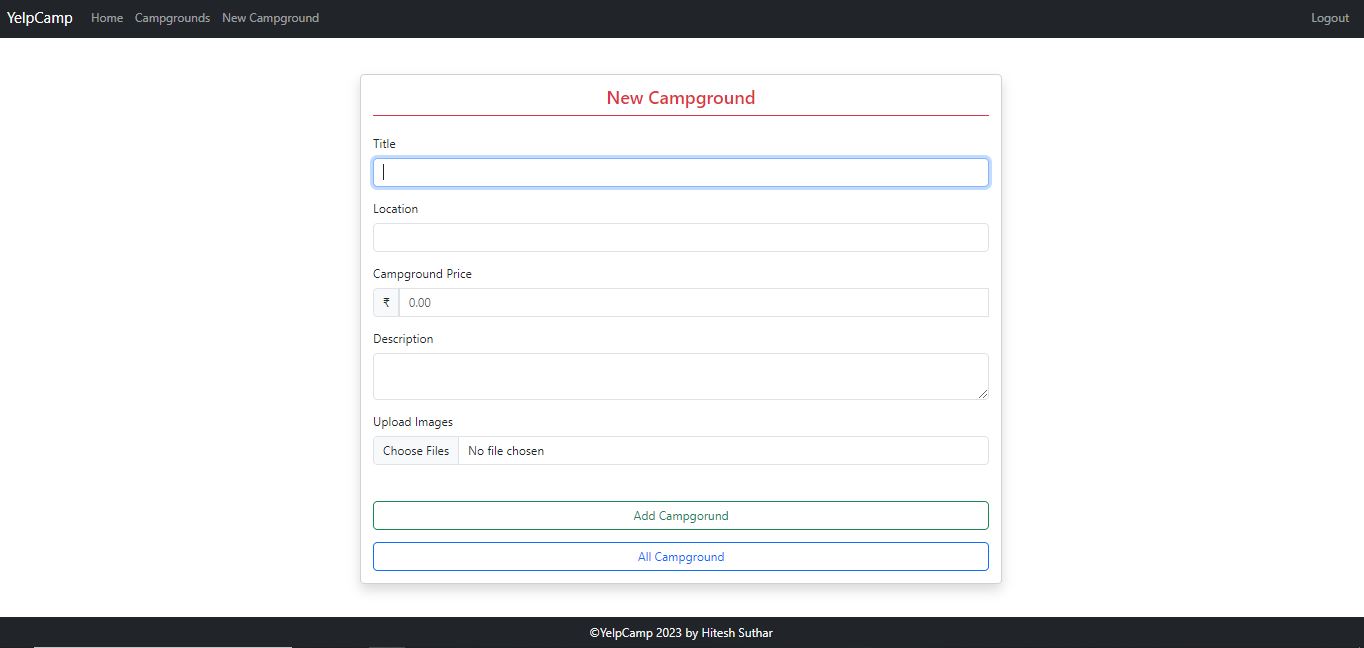 YelpCamp Home Campgrounds New Campground Logout
New Campground
Title
Location
Campground Price
₹ 0.00
Description
Upload Images
Choose Files No file chosen
Add Campgorund
All Campground
©YelpCamp 2023 by Hitesh Suthar